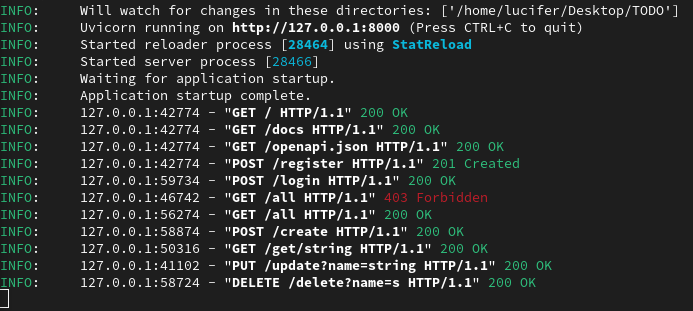 INFO:     Will watch for changes in these directories: ['/home/lucifer/Desktop/TODO']
INFO:     Uvicorn running on http://127.0.0.1:8000 (Press CTRL+C to quit)
INFO:     Started reloader process [28464] using StatReload
INFO:     Started server process [28466]
INFO:     Waiting for application startup.
INFO:     Application startup complete.
INFO:     127.0.0.1:42774 - "GET / HTTP/1.1" 200 OK
INFO:     127.0.0.1:42774 - "GET /docs HTTP/1.1" 200 OK
INFO:     127.0.0.1:42774 - "GET /openapi.json HTTP/1.1" 200 OK
INFO:     127.0.0.1:42774 - "POST /register HTTP/1.1" 201 Created
INFO:     127.0.0.1:59734 - "POST /login HTTP/1.1" 200 OK
INFO:     127.0.0.1:46742 - "GET /all HTTP/1.1" 403 Forbidden
INFO:     127.0.0.1:56274 - "GET /all HTTP/1.1" 200 OK
INFO:     127.0.0.1:58874 - "POST /create HTTP/1.1" 200 OK
INFO:     127.0.0.1:50316 - "GET /get/string HTTP/1.1" 200 OK
INFO:     127.0.0.1:41102 - "PUT /update?name=string HTTP/1.1" 200 OK
INFO:     127.0.0.1:58724 - "DELETE /delete?name=s HTTP/1.1" 200 OK